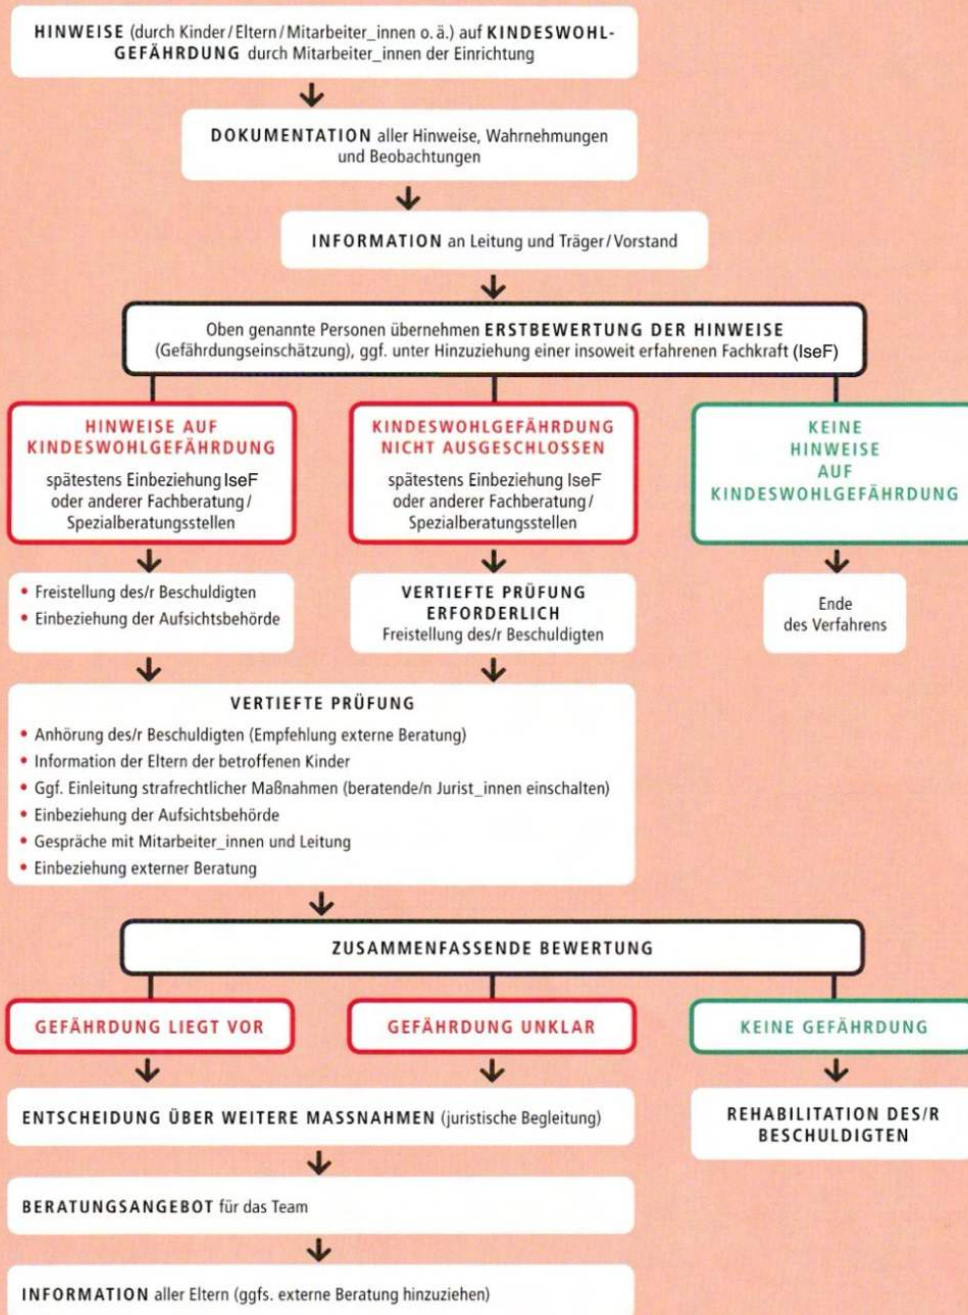 HINWEISE (durch Kinder/Eltern/Mitarbeiter_innen o. ä.) auf KINDESWOHL-
GEFÄHRDUNG durch Mitarbeiter_innen der Einrichtung
DOKUMENTATION aller Hinweise, Wahrnehmungen
und Beobachtungen
INFORMATION an Leitung und Träger/Vorstand
Oben genannte Personen übernehmen ERSTBEWERTUNG DER HINWEISE
(Gefährdungseinschätzung), ggf. unter Hinzuziehung einer insoweit erfahrenen Fachkraft (IseF)
HINWEISE AUF
KINDESWOHLGEFÄHRDUNG
spätestens Einbeziehung IseF
oder anderer Fachberatung/
Spezialberatungsstellen
KINDESWOHLGEFÄHRDUNG
NICHT AUSGESCHLOSSEN
spätestens Einbeziehung IseF
oder anderer Fachberatung/
Spezialberatungsstellen
KEINE
HINWEISE
AUF
KINDESWOHLGEFÄHRDUNG
• Freistellung des/r Beschuldigten
• Einbeziehung der Aufsichtsbehörde
VERTIEFTE PRÜFUNG
ERFORDERLICH
Freistellung des/r Beschuldigten
Ende
des Verfahrens
VERTIEFTE PRÜFUNG
• Anhörung des/r Beschuldigten (Empfehlung externe Beratung)
• Information der Eltern der betroffenen Kinder
• Ggf. Einleitung strafrechtlicher Maßnahmen (beratende/n Jurist_innen einschalten)
• Einbeziehung der Aufsichtsbehörde
• Gespräche mit Mitarbeiter_innen und Leitung
• Einbeziehung externer Beratung
ZUSAMMENFASSENDE BEWERTUNG
GEFÄHRDUNG LIEGT VOR
GEFÄHRDUNG UNKLAR
KEINE GEFÄHRDUNG
ENTSCHEIDUNG ÜBER WEITERE MASSNAHMEN (juristische Begleitung)
REHABILITATION DES/R
BESCHULDIGTEN
BERATUNGSANGEBOT für das Team
INFORMATION aller Eltern (ggfs. externe Beratung hinzuziehen)